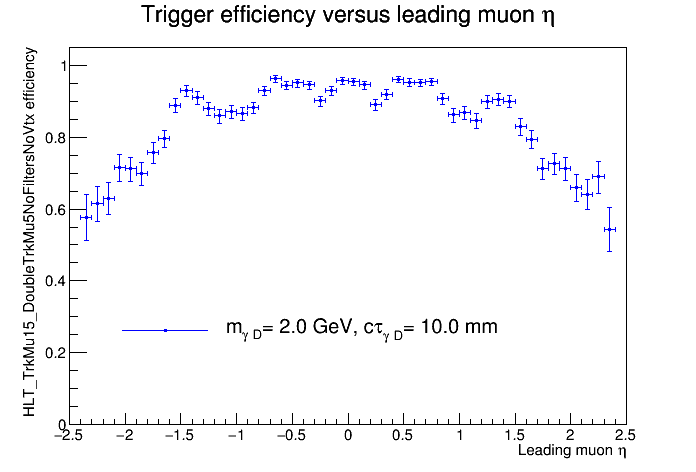 Trigger efficiency versus leading muon η
HLT_TrkMu15_DoubleTrkMu5NoFiltersNoVtx efficiency
1
0.8
0.6
0.4
0.2
0
m_γD= 2.0 GeV, cτ_γD= 10.0 mm
−2.5 −2 −1.5 −1 −0.5 0 0.5 1 1.5 2 2.5
Leading muon η